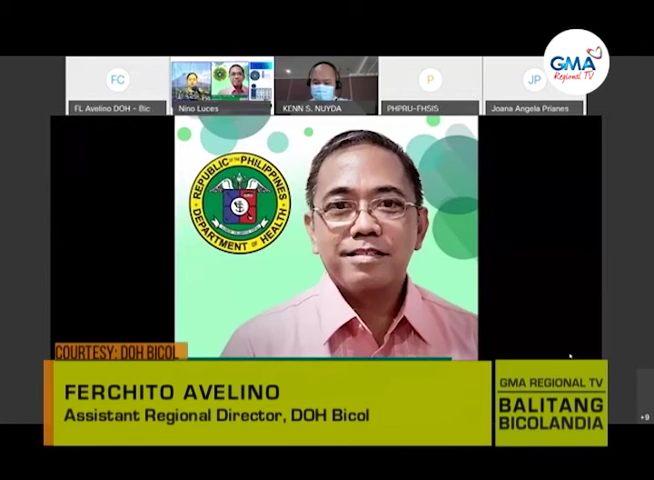 GMA
Regional TV
FC
P
JP
FL Avelino DOH - Bic
Nino Luces
KENN S. NUYDA
PHPRU-FHSIS
Joana Angela Prianes
REPUBLIC OF THE PHILIPPINES
DEPARTMENT OF HEALTH
COURTESY: DOH BICOL
FERCHITO AVELINO
Assistant Regional Director, DOH Bicol
GMA REGIONAL TV
BALITANG
BICOLANDIA
+9